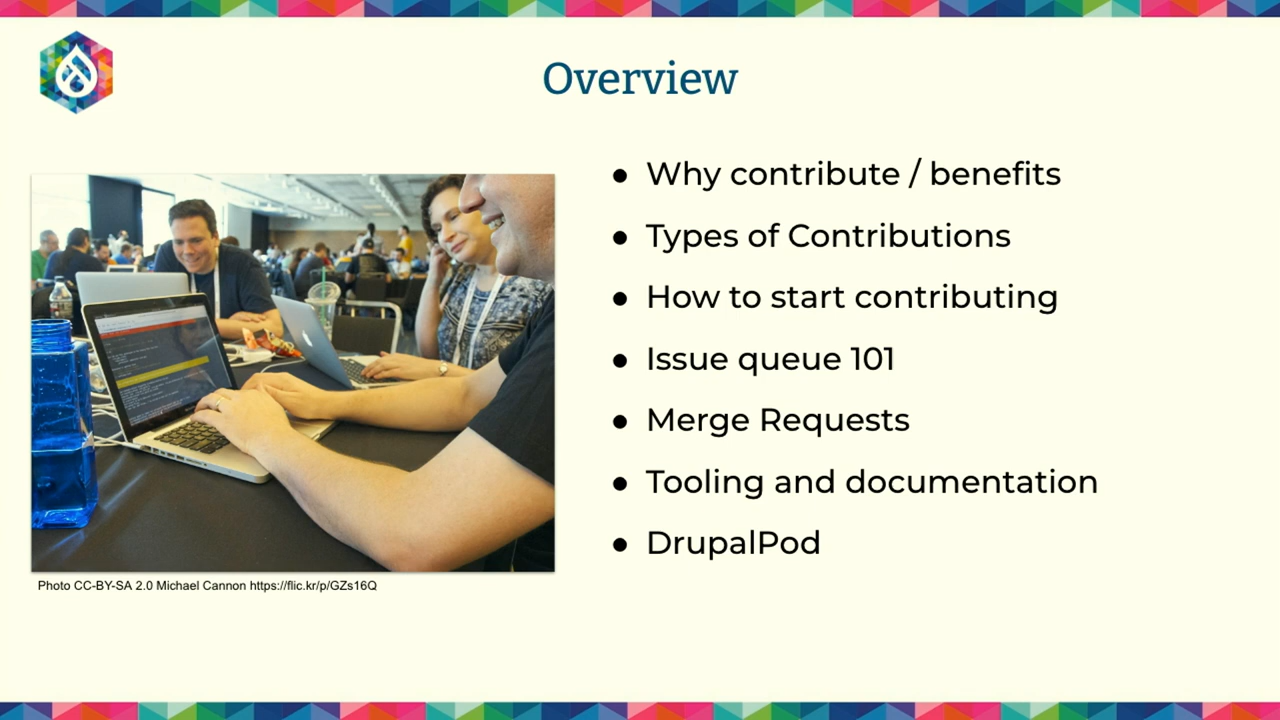 Overview
● Why contribute / benefits
● Types of Contributions
● How to start contributing
● Issue queue 101
● Merge Requests
● Tooling and documentation
● DrupalPod
Photo CC-BY-SA 2.0 Michael Cannon https://flic.kr/p/GZs16Q